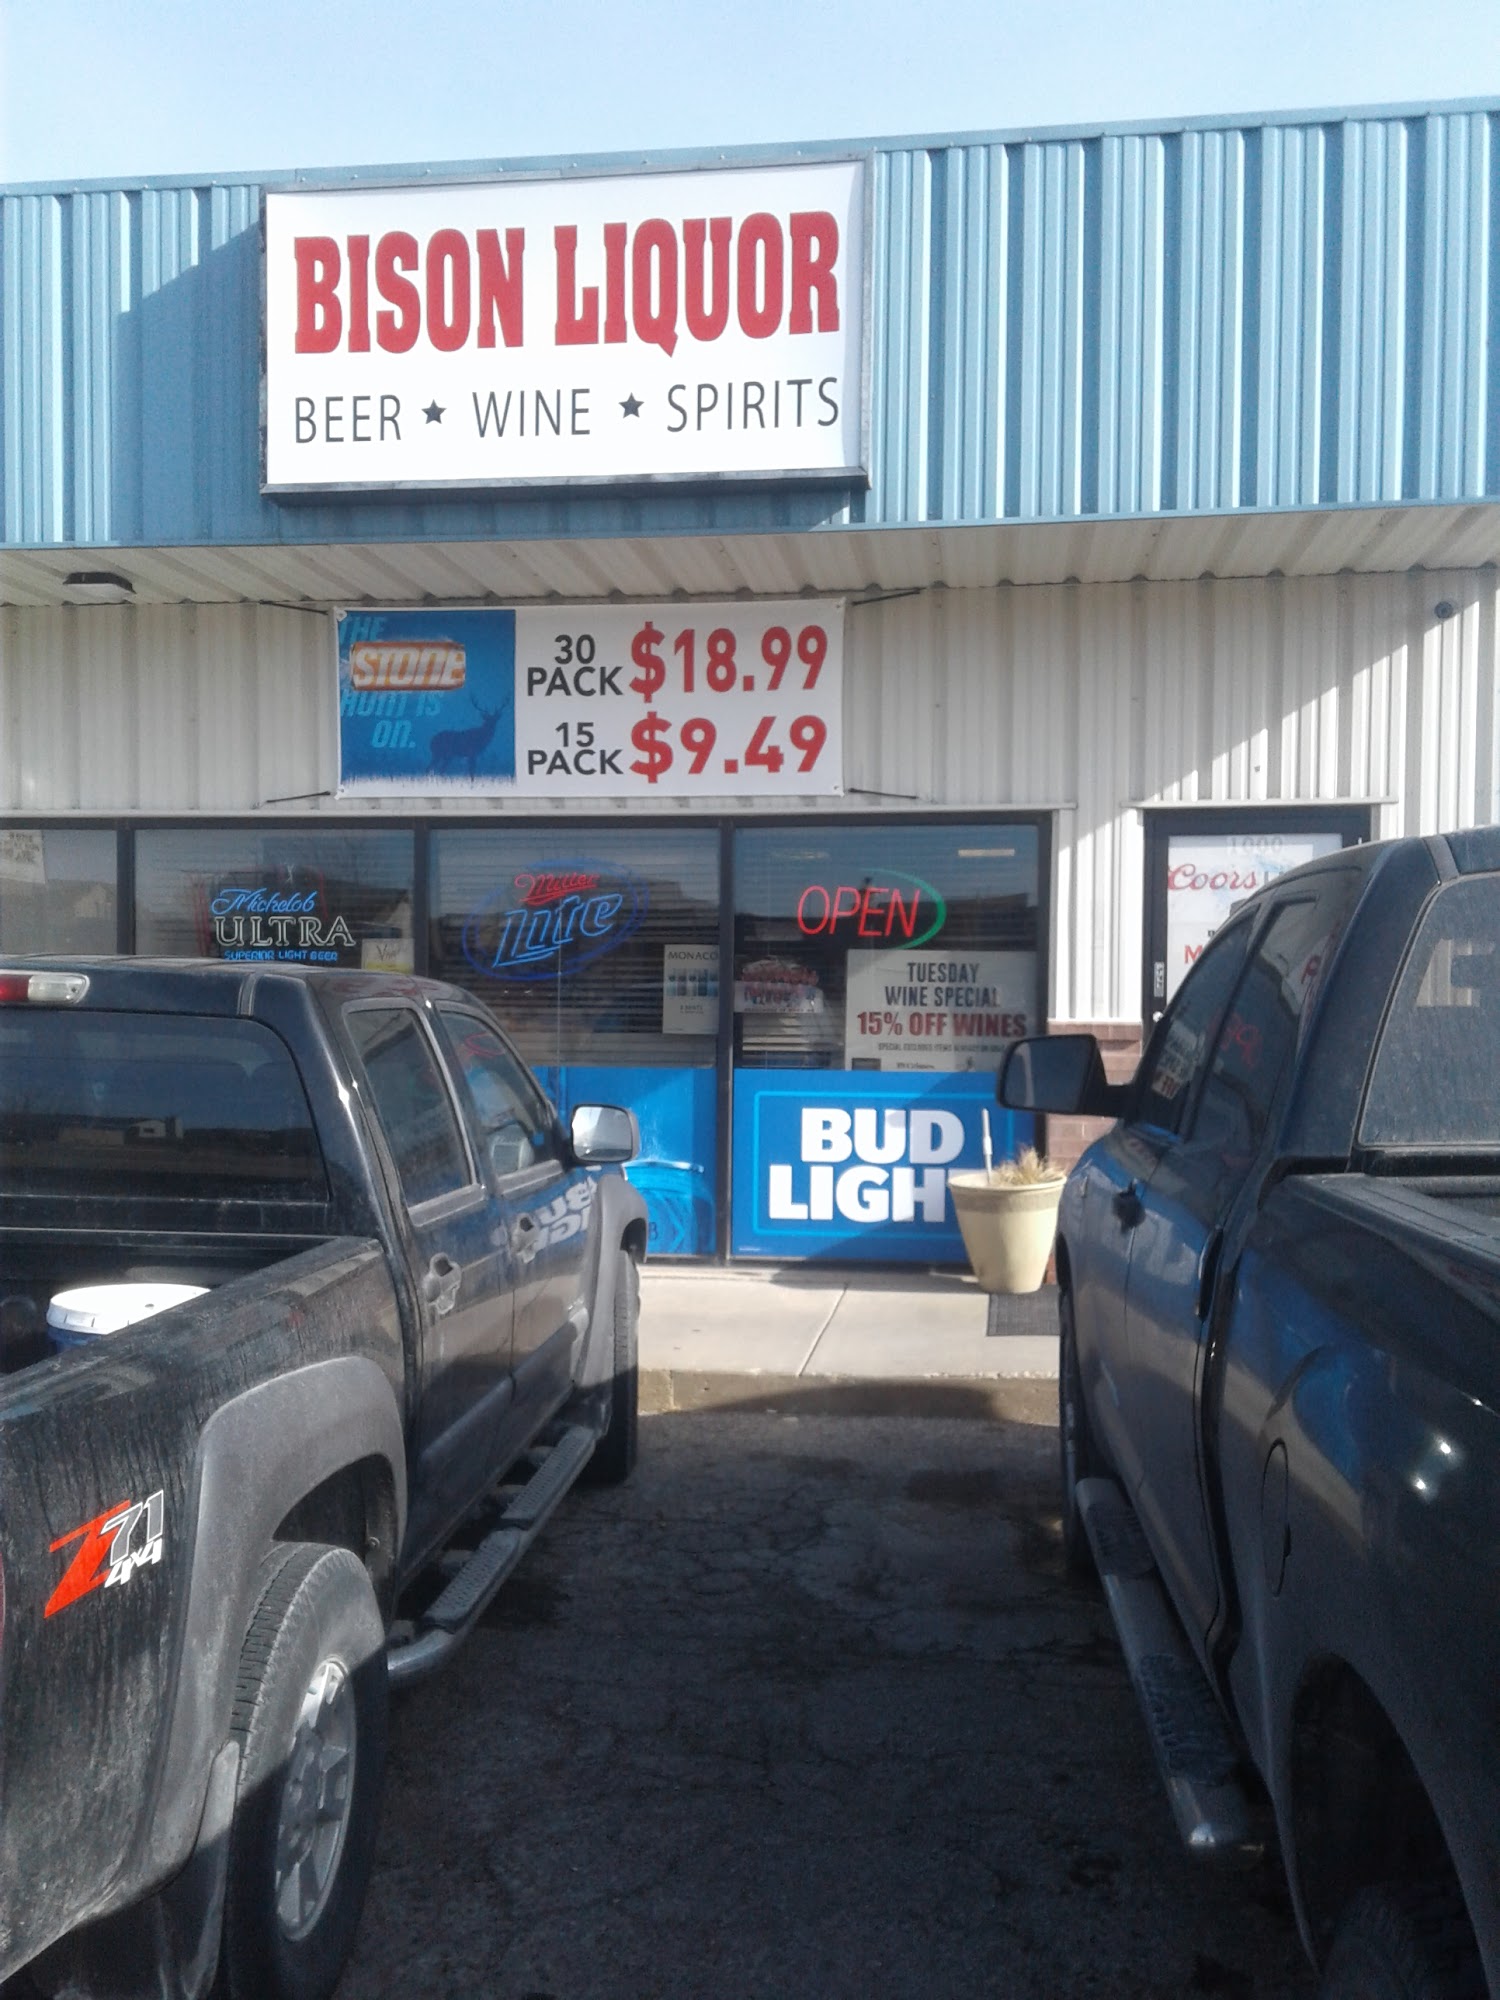 BISON LIQUOR
BEER ★ WINE ★ SPIRITS
THE
STONE
HUNT IS
ON.
30
PACK $18.99
15
PACK $9.49
Michelob
ULTRA
SUPERIOR LIGHT BEER
Miller
Lite
OPEN
1000
Coors
MONACO
TUESDAY
WINE SPECIAL
15% OFF WINES
BUD
LIGH
Z71
4x4